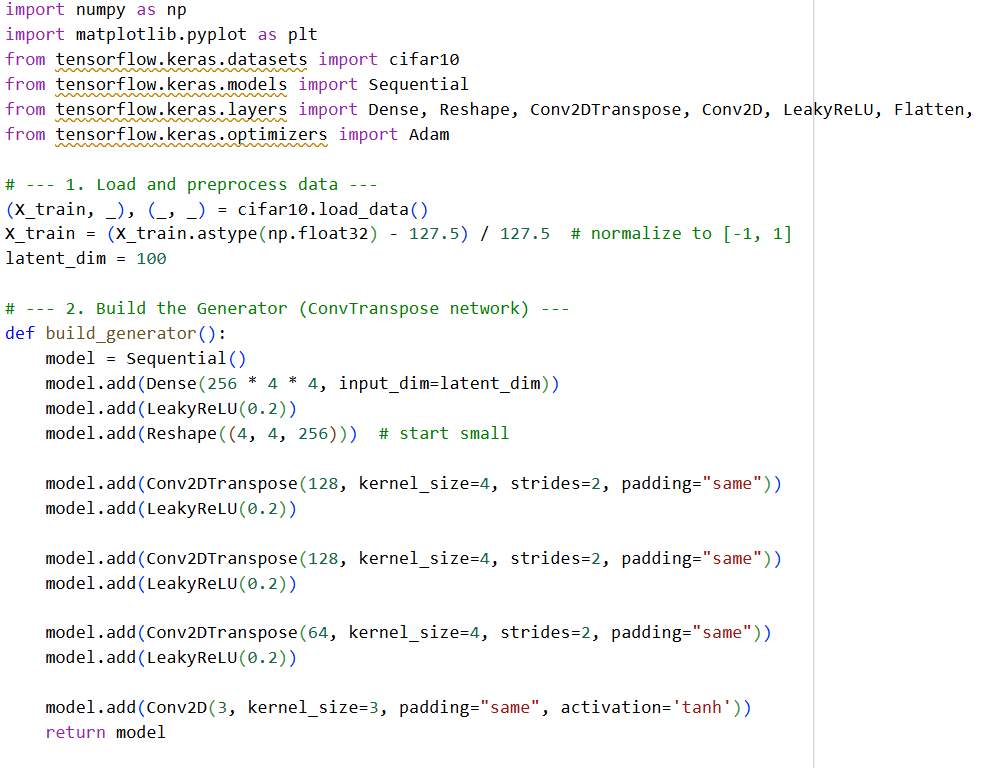 import numpy as np
import matplotlib.pyplot as plt
from tensorflow.keras.datasets import cifar10
from tensorflow.keras.models import Sequential
from tensorflow.keras.layers import Dense, Reshape, Conv2DTranspose, Conv2D, LeakyReLU, Flatten,
from tensorflow.keras.optimizers import Adam
# --- 1. Load and preprocess data ---
(X_train, _), (_, _) = cifar10.load_data()
X_train = (X_train.astype(np.float32) - 127.5) / 127.5  # normalize to [-1, 1]
latent_dim = 100
# --- 2. Build the Generator (ConvTranspose network) ---
def build_generator():
    model = Sequential()
    model.add(Dense(256 * 4 * 4, input_dim=latent_dim))
    model.add(LeakyReLU(0.2))
    model.add(Reshape((4, 4, 256)))  # start small
    model.add(Conv2DTranspose(128, kernel_size=4, strides=2, padding="same"))
    model.add(LeakyReLU(0.2))
    model.add(Conv2DTranspose(128, kernel_size=4, strides=2, padding="same"))
    model.add(LeakyReLU(0.2))
    model.add(Conv2DTranspose(64, kernel_size=4, strides=2, padding="same"))
    model.add(LeakyReLU(0.2))
    model.add(Conv2D(3, kernel_size=3, padding="same", activation='tanh'))
    return model